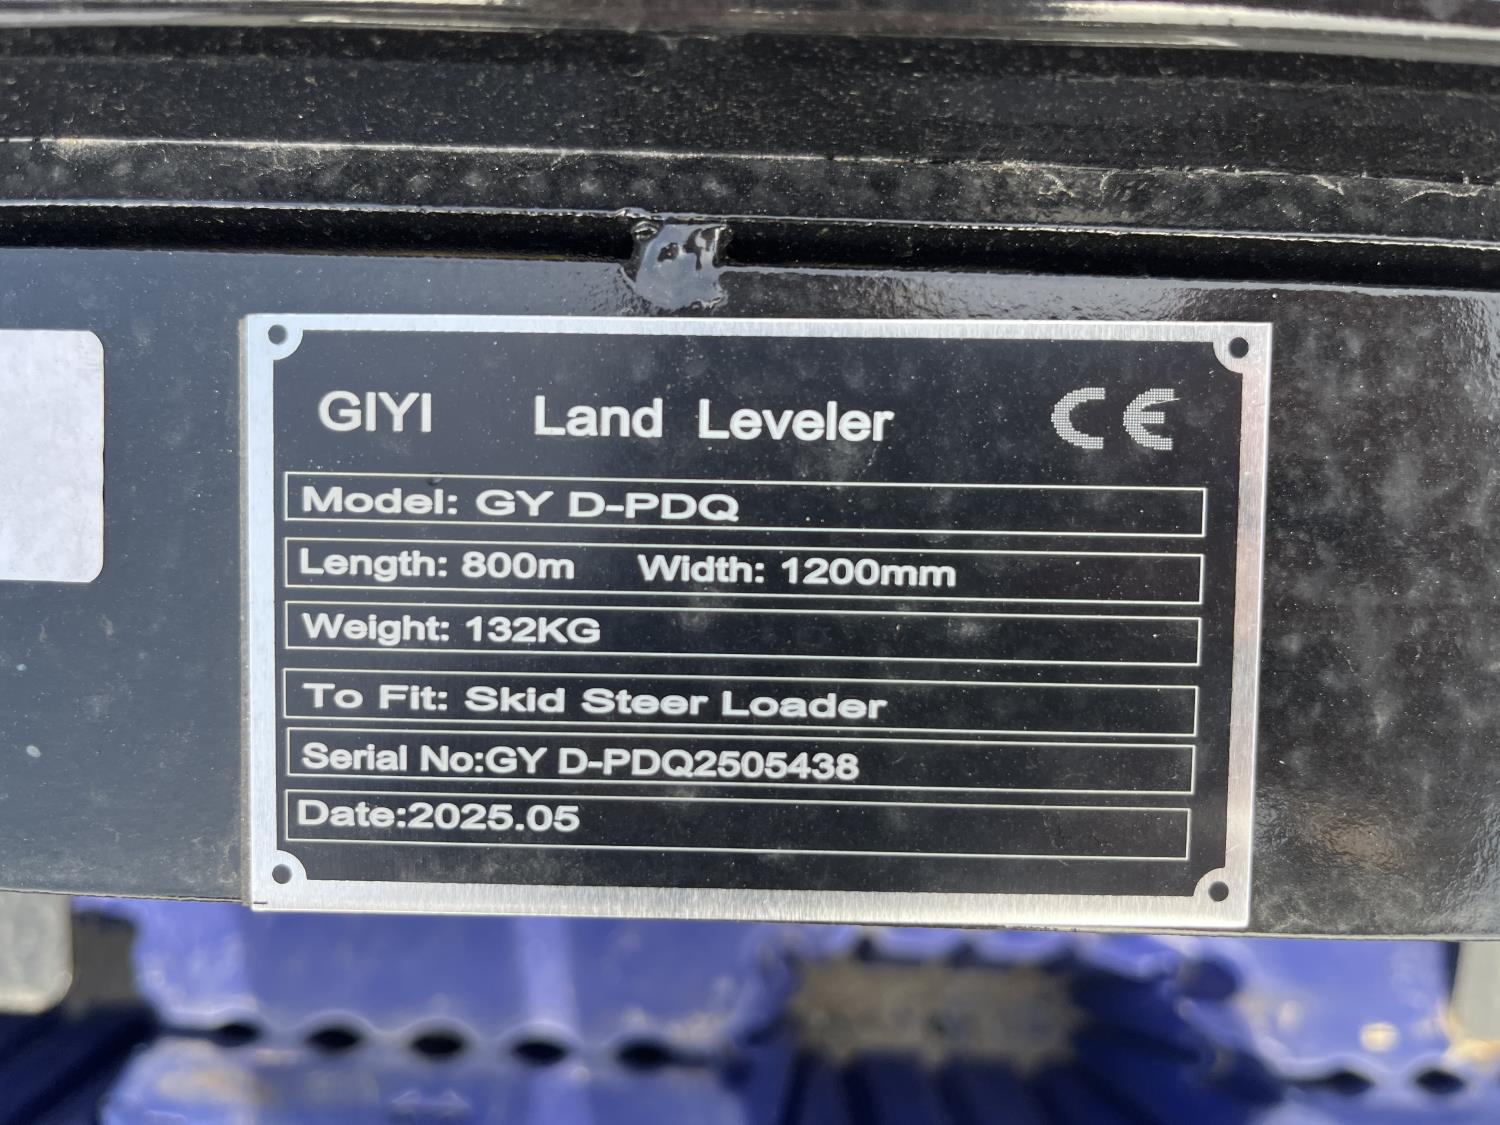 GIYI Land Leveler CE
Model: GY D-PDQ
Length: 800m Width: 1200mm
Weight: 132KG
To Fit: Skid Steer Loader
Serial No:GY D-PDQ2505438
Date:2025.05